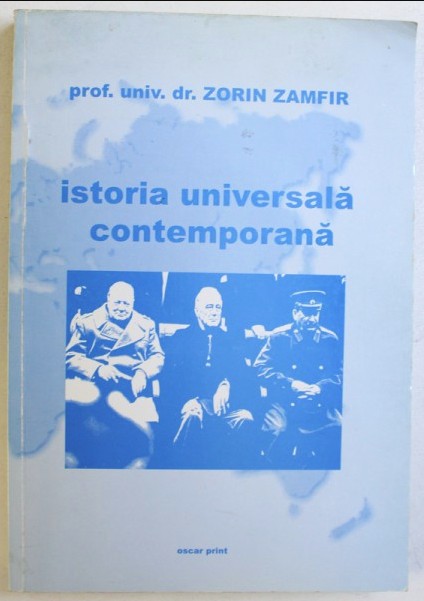 prof. univ. dr. ZORIN ZAMFIR
istoria universală
contemporană
oscar print